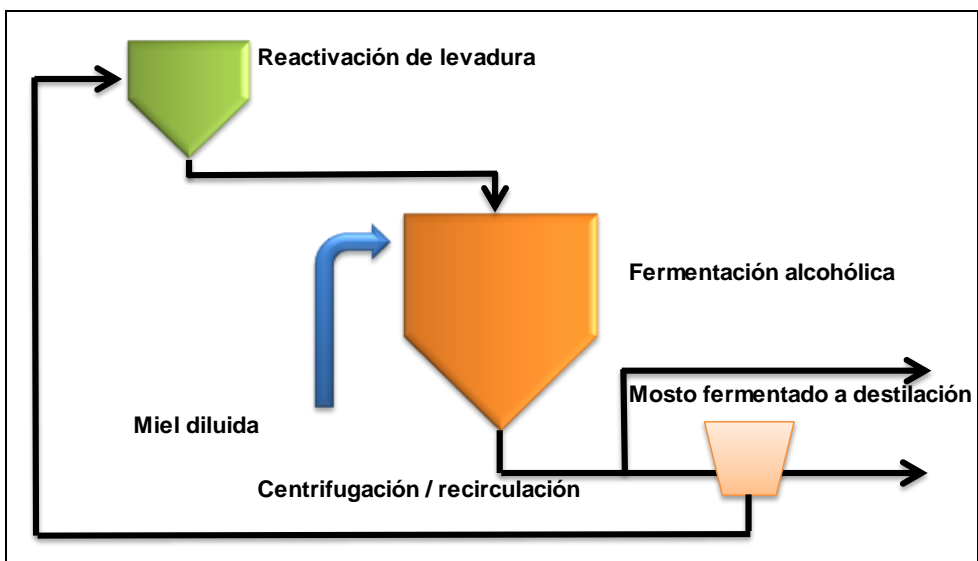 Reactivación de levadura
Fermentación alcohólica
Mosto fermentado a destilación
Miel diluida
Centrifugación / recirculación